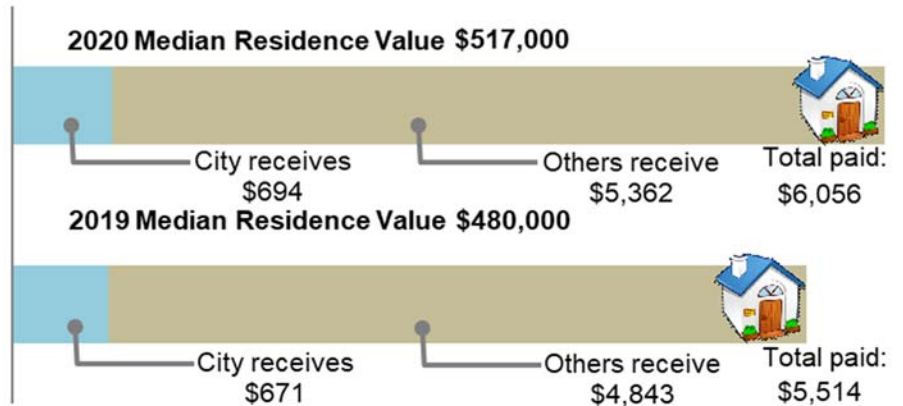 2020 Median Residence Value $517,000
City receives
$694
Others receive
$5,362
Total paid:
$6,056
2019 Median Residence Value $480,000
City receives
$671
Others receive
$4,843
Total paid:
$5,514